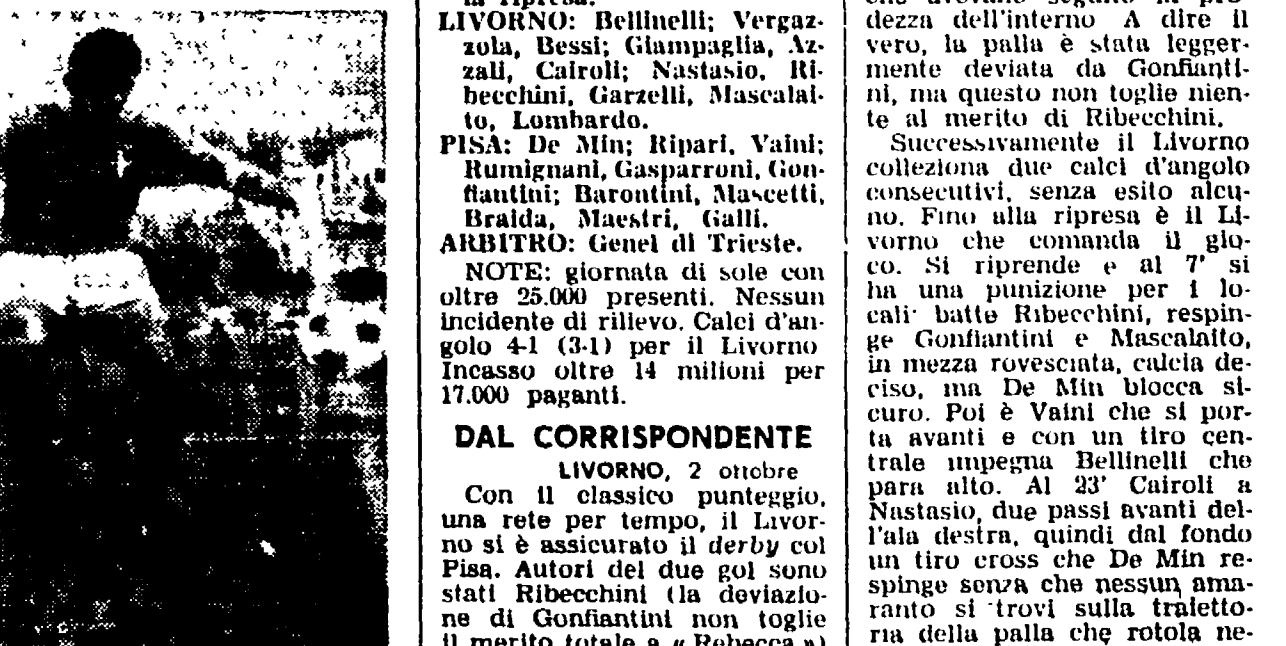 la ripresa.
LIVORNO: Bellinelli; Vergaz-
zola, Bessi; Giampaglia, Az-
zali, Cairoli; Nastasio, Ri-
becchini, Garzelli, Mascalai-
to, Lombardo.
PISA: De Min; Ripari, Vaini;
Rumignani, Gasparroni, Gon-
fiantini; Barontini, Mascetti,
Braida, Maestri, Galli.
ARBITRO: Genel di Trieste.
NOTE: giornata di sole con
oltre 25.000 presenti. Nessun
incidente di rilievo. Calci d'an-
golo 4-1 (3-1) per il Livorno
Incasso oltre 14 milioni per
17.000 paganti.
DAL CORRISPONDENTE
LIVORNO, 2 ottobre
Con il classico punteggio,
una rete per tempo, il Livor-
no si è assicurato il derby col
Pisa. Autori dei due gol sono
stati Ribecchini (la deviazio-
ne di Gonfiantini non toglie
il merito totale a « Rebecca »)
che avevano seguito in pro-
dezza dell'interno A dire il
vero, la palla è stata legger-
mente deviata da Gonfianti-
ni, ma questo non toglie nien-
te al merito di Ribecchini.
Successivamente il Livorno
colleziona due calci d'angolo
consecutivi, senza esito alcu-
no. Fino alla ripresa è il Li-
vorno che comanda il gio-
co. Si riprende e al 7' si
ha una punizione per i lo-
cali: batte Ribecchini, respin-
ge Gonfiantini e Mascalaito,
in mezza rovesciata, calcia de-
ciso, ma De Min blocca si-
curo. Poi è Vaini che si por-
ta avanti e con un tiro cen-
trale impegna Bellinelli che
para alto. Al 23' Cairoli a
Nastasio, due passi avanti del-
l'ala destra, quindi dal fondo
un tiro cross che De Min re-
spinge senza che nessun ama-
ranto si trovi sulla traietto-
ria della palla che rotola ne-